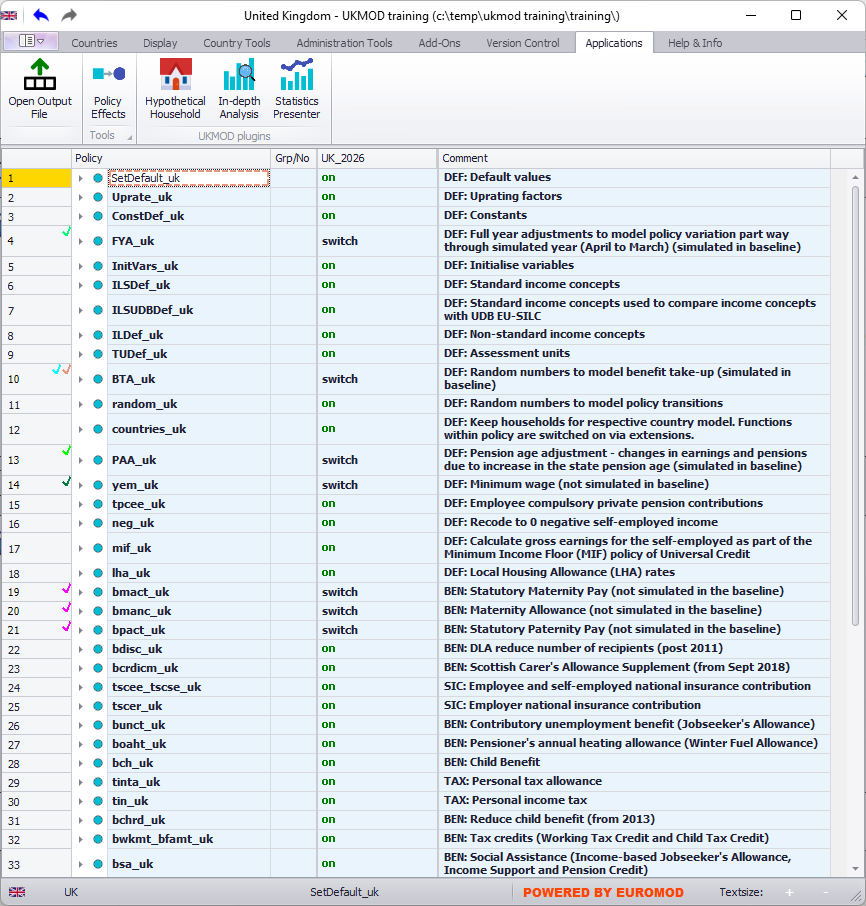 United Kingdom - UKMOD training (c:\temp\ukmod training\training\)
Countries Display Country Tools Administration Tools Add-Ons Version Control Applications Help & Info
Open Output File
Policy Effects
Hypothetical Household
In-depth Analysis
Statistics Presenter
Tools
UKMOD plugins
Policy Grp/No UK_2026 Comment
1 SetDefault_uk on DEF: Default values
2 Uprate_uk on DEF: Uprating factors
3 ConstDef_uk on DEF: Constants
4 FYA_uk switch DEF: Full year adjustments to model policy variation part way
through simulated year (April to March) (simulated in baseline)
5 InitVars_uk on DEF: Initialise variables
6 ILSDef_uk on DEF: Standard income concepts
7 ILSUDBDef_uk on DEF: Standard income concepts used to compare income concepts
with UDB EU-SILC
8 ILDef_uk on DEF: Non-standard income concepts
9 TUDef_uk on DEF: Assessment units
10 BTA_uk switch DEF: Random numbers to model benefit take-up (simulated in
baseline)
11 random_uk on DEF: Random numbers to model policy transitions
12 countries_uk on DEF: Keep households for respective country model. Functions
within policy are switched on via extensions.
13 PAA_uk switch DEF: Pension age adjustment - changes in earnings and pensions
due to increase in the state pension age (simulated in baseline)
14 yem_uk switch DEF: Minimum wage (not simulated in baseline)
15 tpcee_uk on DEF: Employee compulsory private pension contributions
16 neg_uk on DEF: Recode to 0 negative self-employed income
17 mif_uk on DEF: Calculate gross earnings for the self-employed as part of the
Minimum Income Floor (MIF) policy of Universal Credit
18 lha_uk on DEF: Local Housing Allowance (LHA) rates
19 bmact_uk switch BEN: Statutory Maternity Pay (not simulated in the baseline)
20 bmanc_uk switch BEN: Maternity Allowance (not simulated in the baseline)
21 bpact_uk switch BEN: Statutory Paternity Pay (not simulated in the baseline)
22 bdisc_uk on BEN: DLA reduce number of recipients (post 2011)
23 bcrdicm_uk on BEN: Scottish Carer's Allowance Supplement (from Sept 2018)
24 tscee_tscse_uk on SIC: Employee and self-employed national insurance contribution
25 tscer_uk on SIC: Employer national insurance contribution
26 bunct_uk on BEN: Contributory unemployment benefit (Jobseeker's Allowance)
27 boaht_uk on BEN: Pensioner's annual heating allowance (Winter Fuel Allowance)
28 bch_uk on BEN: Child Benefit
29 tinta_uk on TAX: Personal tax allowance
30 tin_uk on TAX: Personal income tax
31 bchrd_uk on BEN: Reduce child benefit (from 2013)
32 bwkmt_bfamt_uk on BEN: Tax credits (Working Tax Credit and Child Tax Credit)
33 bsa_uk on BEN: Social Assistance (Income-based Jobseeker's Allowance,
Income Support and Pension Credit)
UK SetDefault_uk POWERED BY EUROMOD Textsize: + -